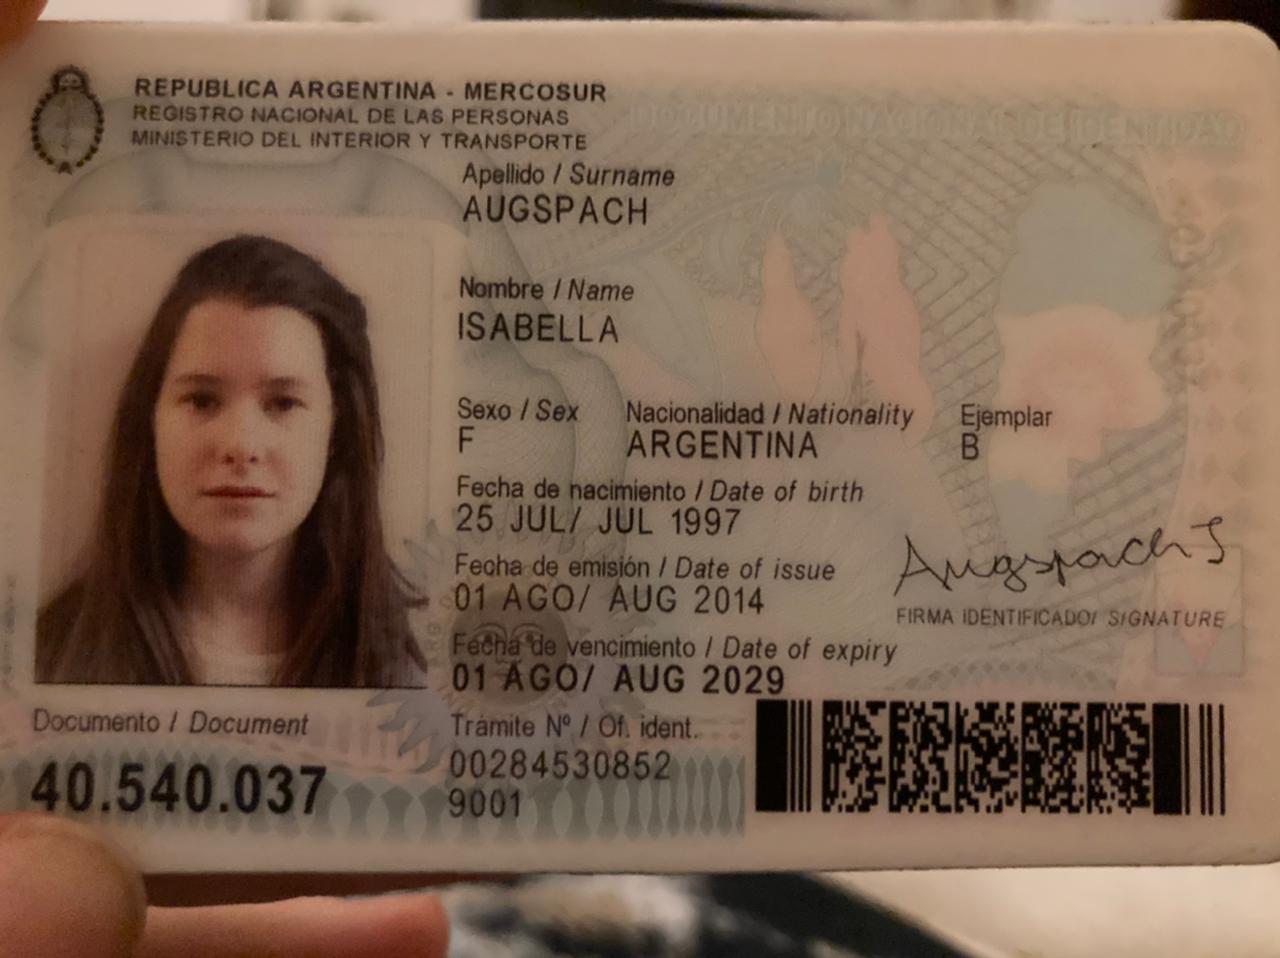 REPUBLICA ARGENTINA - MERCOSUR
REGISTRO NACIONAL DE LAS PERSONAS
MINISTERIO DEL INTERIOR Y TRANSPORTE
DOCUMENTO NACIONAL DE IDENTIDAD
Apellido / Surname
AUGSPACH
Nombre / Name
ISABELLA
Sexo / Sex Nacionalidad / Nationality Ejemplar
F ARGENTINA B
Fecha de nacimiento / Date of birth
25 JUL/ JUL 1997
Fecha de emisión / Date of issue
01 AGO/ AUG 2014
Augspach I
FIRMA IDENTIFICADO/ SIGNATURE
Fecha de vencimiento / Date of expiry
01 AGO/ AUG 2029
Documento / Document
40.540.037
Trámite Nº / Of. ident.
00284530852
9001